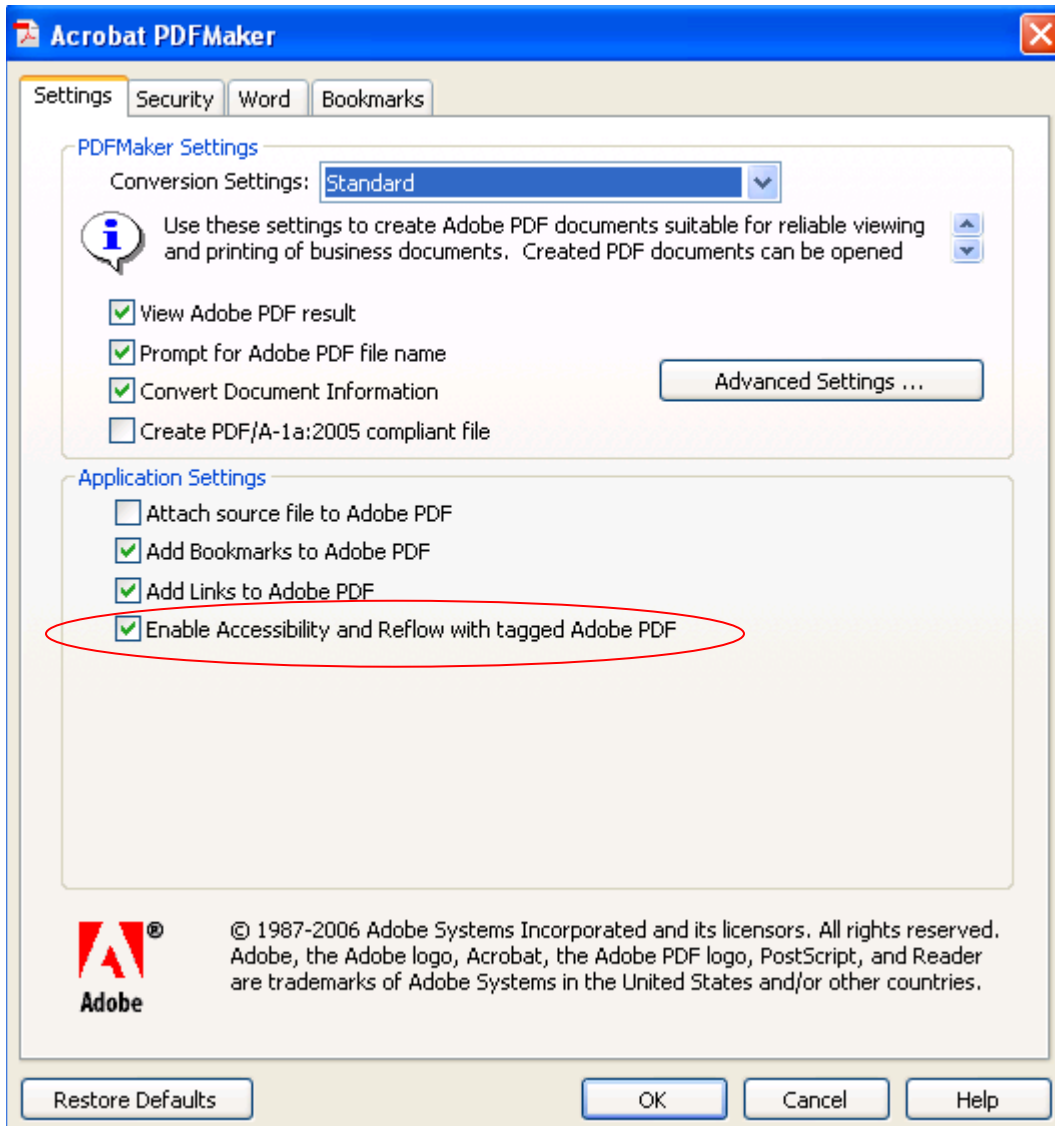 Acrobat PDFMaker
Settings Security Word Bookmarks
PDFMaker Settings
Conversion Settings: Standard
Use these settings to create Adobe PDF documents suitable for reliable viewing
and printing of business documents. Created PDF documents can be opened
View Adobe PDF result
Prompt for Adobe PDF file name
Convert Document Information
Advanced Settings ...
Create PDF/A-1a:2005 compliant file
Application Settings
Attach source file to Adobe PDF
Add Bookmarks to Adobe PDF
Add Links to Adobe PDF
Enable Accessibility and Reflow with tagged Adobe PDF
® © 1987-2006 Adobe Systems Incorporated and its licensors. All rights reserved.
Adobe, the Adobe logo, Acrobat, the Adobe PDF logo, PostScript, and Reader
are trademarks of Adobe Systems in the United States and/or other countries.
Adobe
Restore Defaults OK Cancel Help